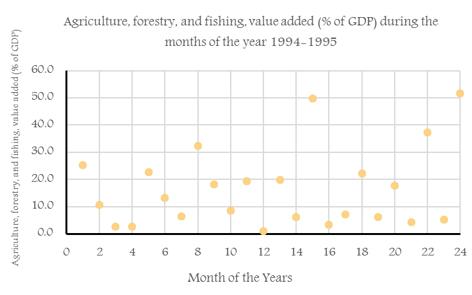 Agriculture, forestry, and fishing, value added (% of GDP) during the
months of the year 1994-1995
Agriculture, forestry, and fishing, value added (% of GDP)
60.0
50.0
40.0
30.0
20.0
10.0
0.0
0 2 4 6 8 10 12 14 16 18 20 22 24
Month of the Years